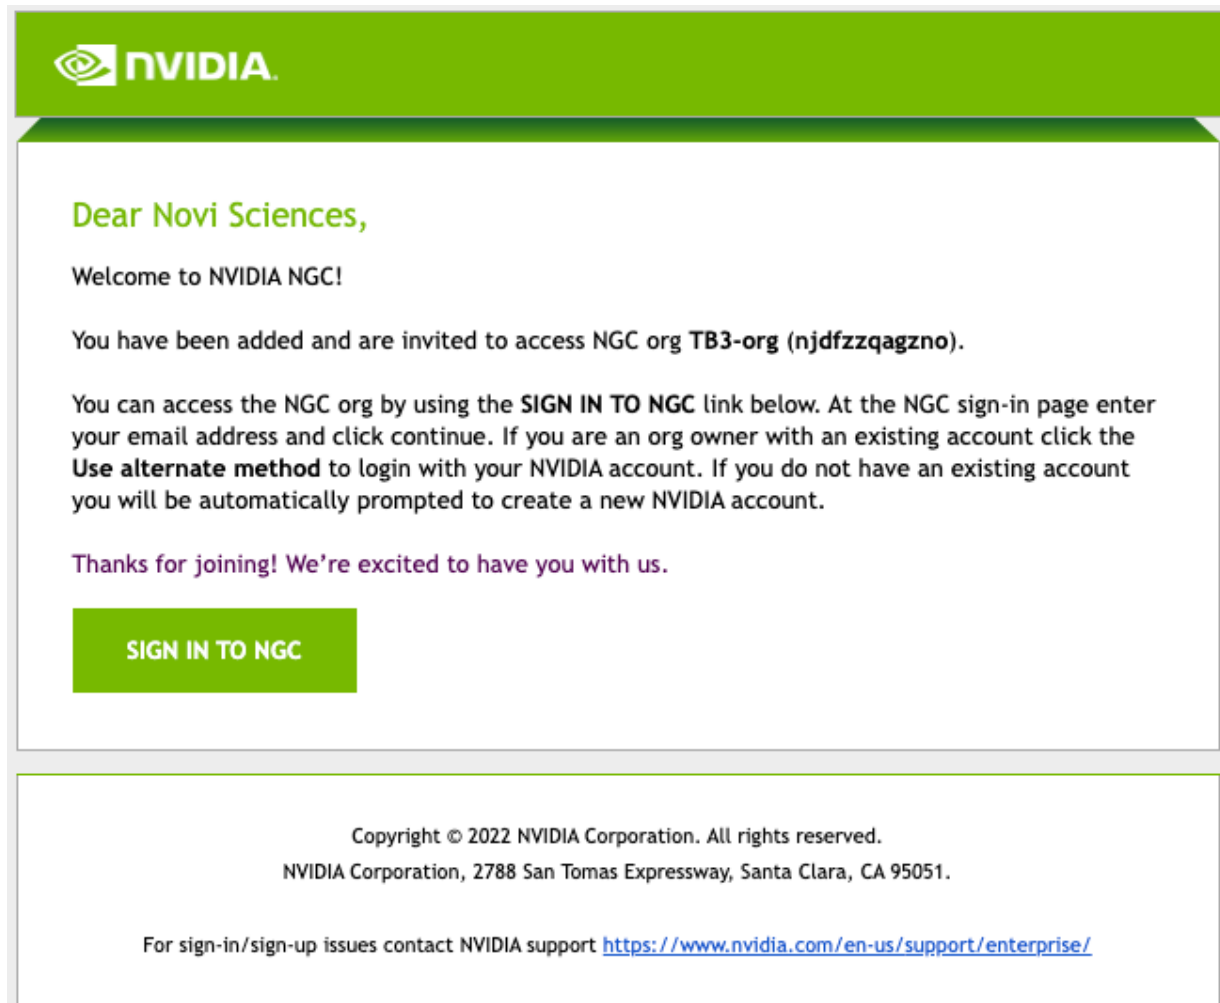 NVIDIA.
Dear Novi Sciences,
Welcome to NVIDIA NGC!
You have been added and are invited to access NGC org TB3-org (njdfzzqagzno).
You can access the NGC org by using the SIGN IN TO NGC link below. At the NGC sign-in page enter
your email address and click continue. If you are an org owner with an existing account click the
Use alternate method to login with your NVIDIA account. If you do not have an existing account
you will be automatically prompted to create a new NVIDIA account.
Thanks for joining! We’re excited to have you with us.
SIGN IN TO NGC
Copyright © 2022 NVIDIA Corporation. All rights reserved.
NVIDIA Corporation, 2788 San Tomas Expressway, Santa Clara, CA 95051.
For sign-in/sign-up issues contact NVIDIA support https://www.nvidia.com/en-us/support/enterprise/